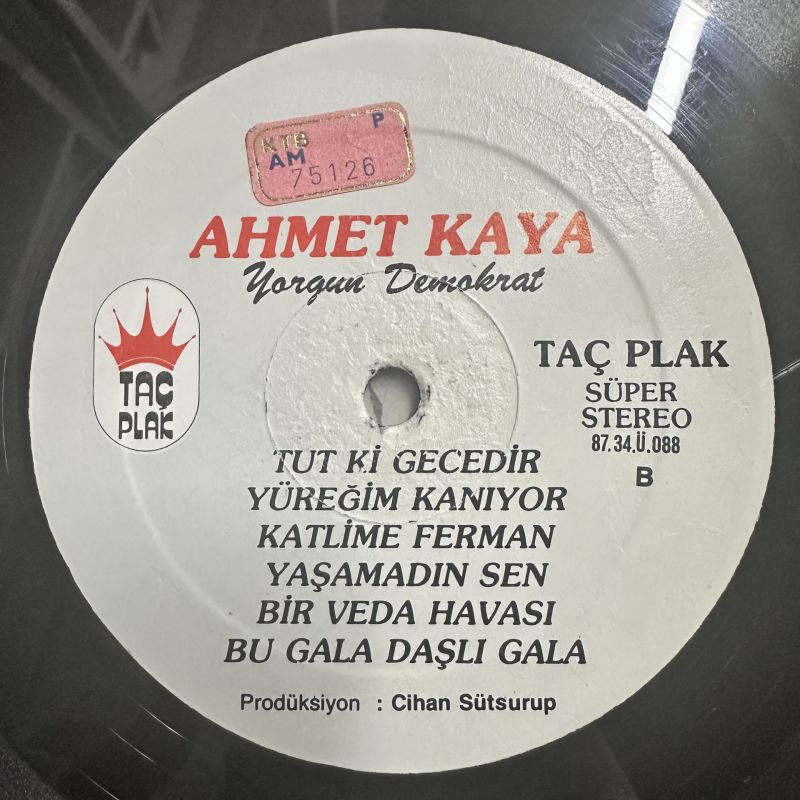 KTB P
AM
75126
AHMET KAYA
Yorgun Demokrat
TAÇ
PLAK
TAÇ PLAK
SÜPER
STEREO
87.34.Ü.088
B
TUT Kİ GECEDİR
YÜREĞİM KANIYOR
KATLİME FERMAN
YAŞAMADIN SEN
BİR VEDA HAVASI
BU GALA DAŞLI GALA
Prodüksiyon : Cihan Sütsurup